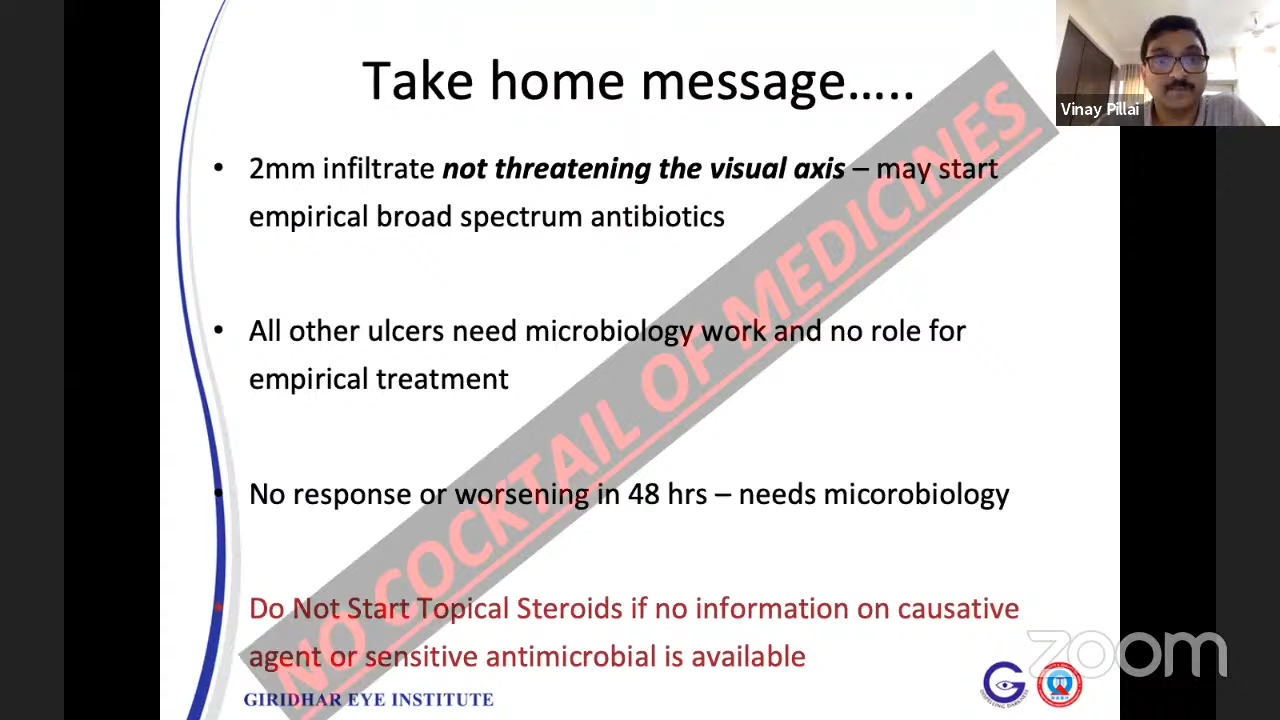 Take home message…..
Vinay Pillai
• 2mm infiltrate not threatening the visual axis – may start
empirical broad spectrum antibiotics
• All other ulcers need microbiology work and no role for
empirical treatment
• No response or worsening in 48 hrs – needs micorobiology
• Do Not Start Topical Steroids if no information on causative
agent or sensitive antimicrobial is available
NO COCKTAIL OF MEDICINES
GIRIDHAR EYE INSTITUTE
zoom